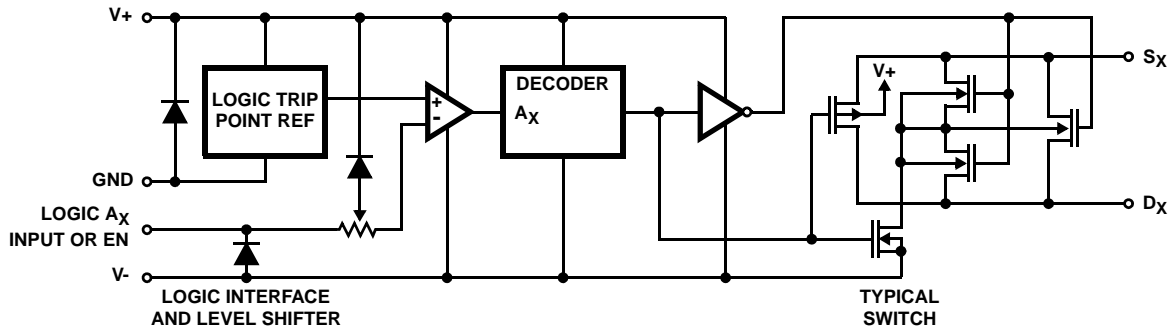 V+
LOGIC TRIP
POINT REF
+
-
DECODER
AX
V+
SX
GND
LOGIC AX
INPUT OR EN
DX
V-
LOGIC INTERFACE
AND LEVEL SHIFTER
TYPICAL
SWITCH